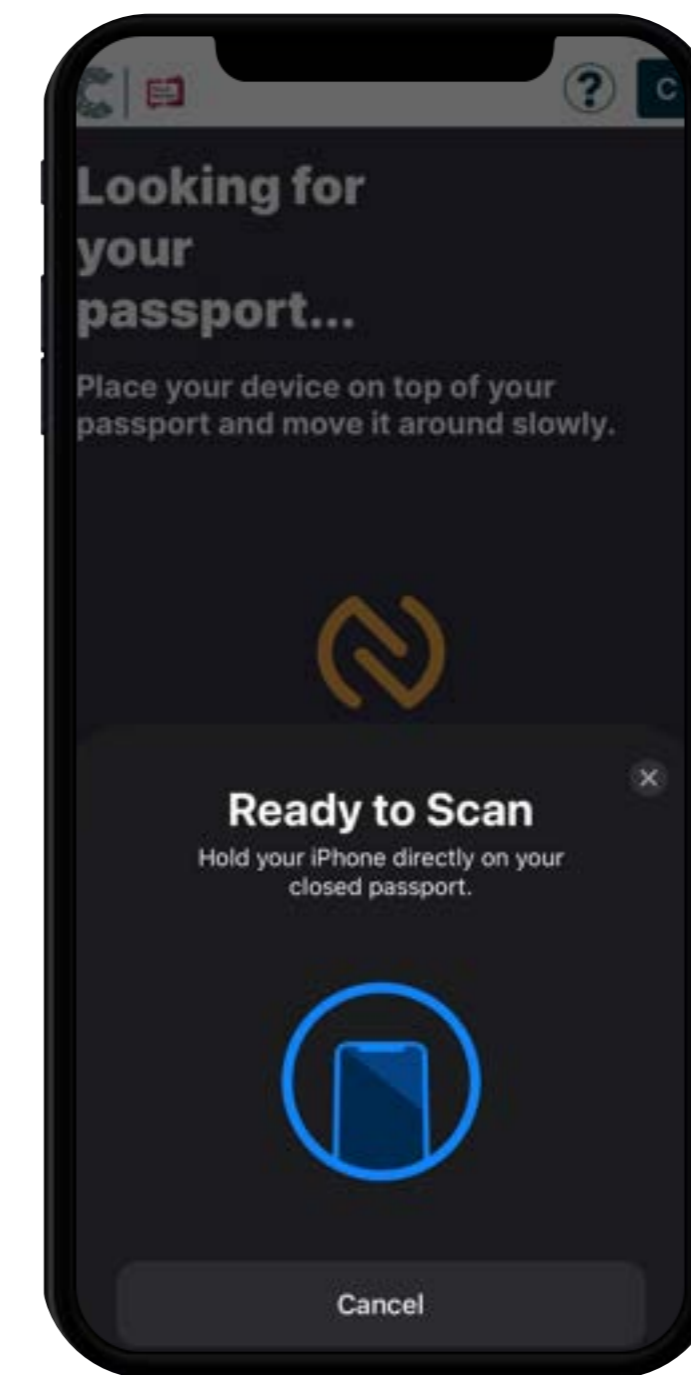 ?
C
Looking for
your
passport...
Place your device on top of your
passport and move it around slowly.
Ready to Scan
Hold your iPhone directly on your
closed passport.
Cancel